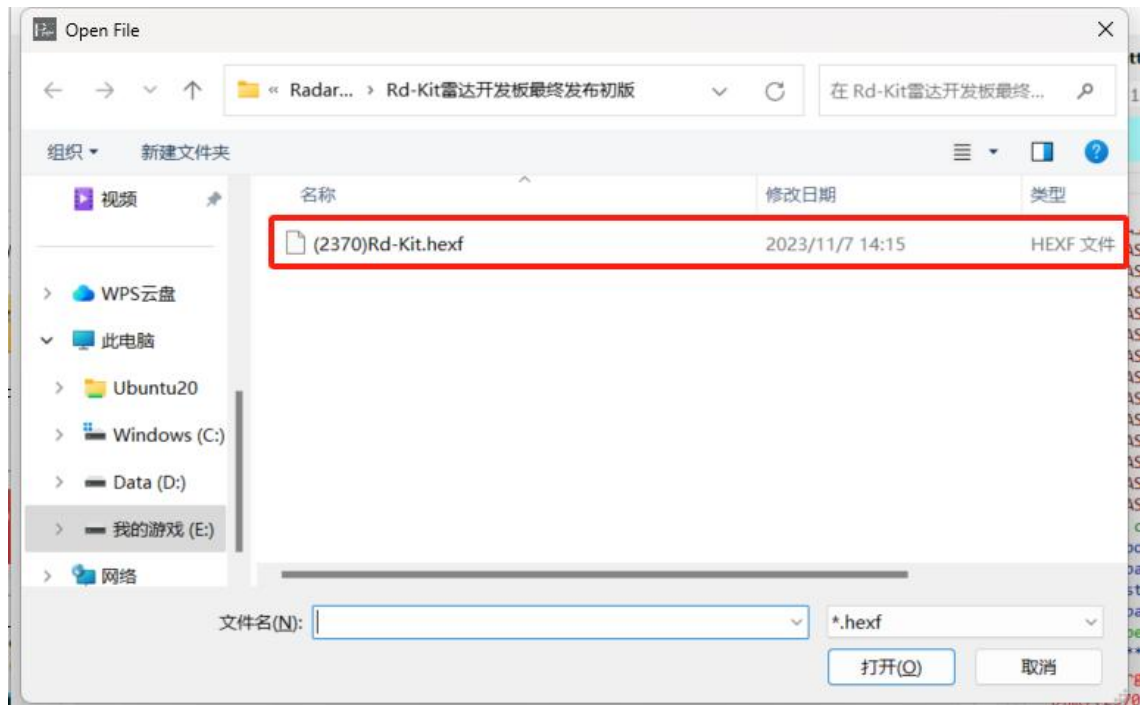 Open File
« Radar... › Rd-Kit雷达开发板最终发布初版
在 Rd-Kit雷达开发板最终...
组织
新建文件夹
名称
修改日期
类型
视频
(2370)Rd-Kit.hexf
2023/11/7 14:15
HEXF 文件
WPS云盘
此电脑
Ubuntu20
Windows (C:)
Data (D:)
我的游戏 (E:)
网络
文件名(N):
*.hexf
打开(O)
取消